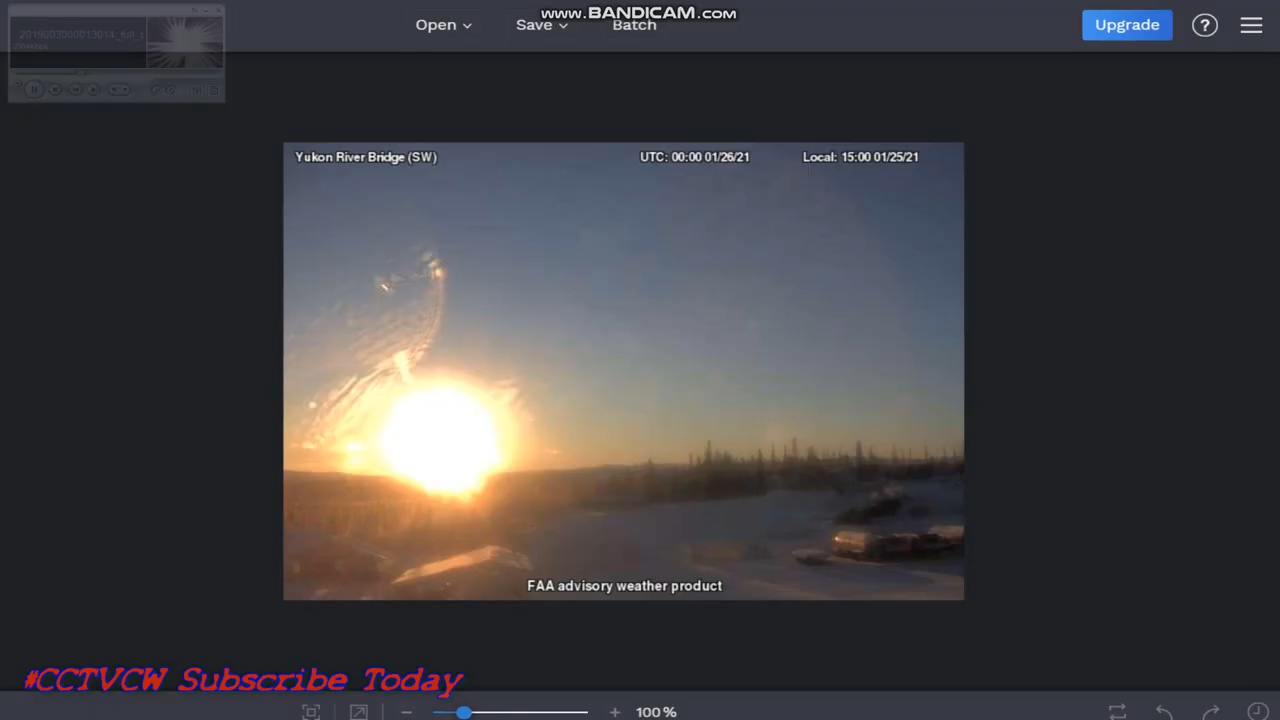 www.BANDICAM.com
Open
Save
Batch
Upgrade
?
Yukon River Bridge (SW)
UTC: 00:00 01/26/21
Local: 15:00 01/25/21
FAA advisory weather product
#CCTVCW Subscribe Today
100%